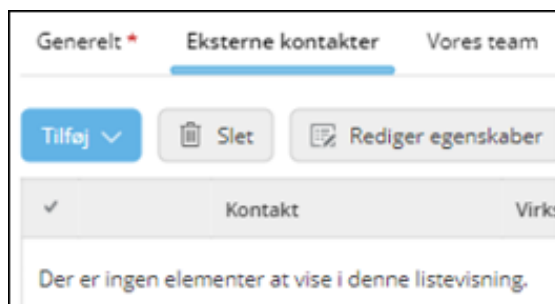 Generelt * Eksterne kontakter Vores team
Tilføj Slet Rediger egenskaber
Kontakt
Der er ingen elementer at vise i denne listevisning.